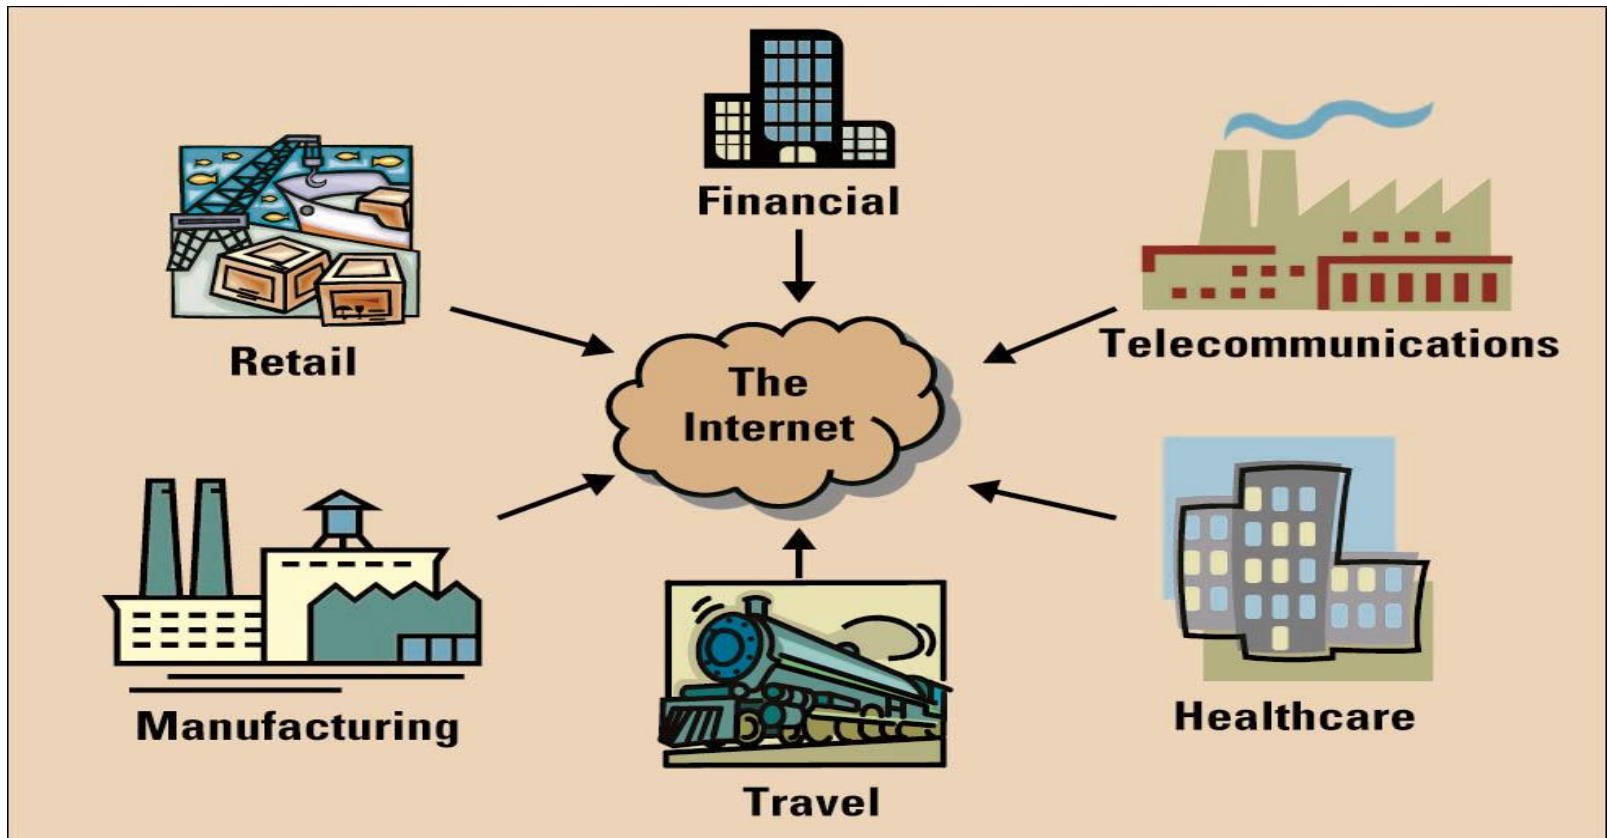 Financial
Retail
Telecommunications
The
Internet
Manufacturing
Healthcare
Travel